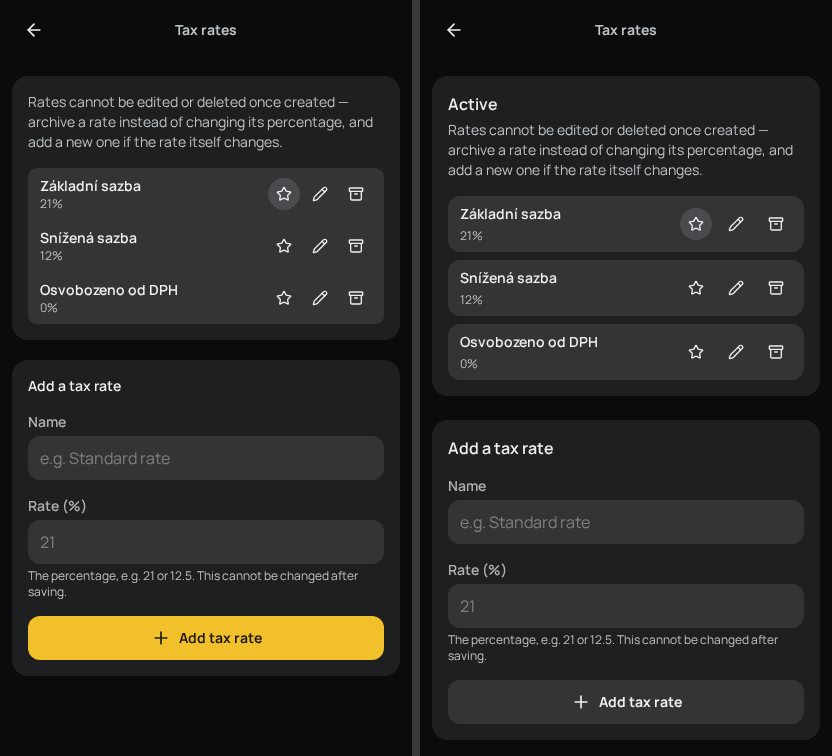 Tax rates
Rates cannot be edited or deleted once created —
archive a rate instead of changing its percentage, and
add a new one if the rate itself changes.
Základní sazba
21%
Snížená sazba
12%
Osvobozeno od DPH
0%
Add a tax rate
Name
e.g. Standard rate
Rate (%)
21
The percentage, e.g. 21 or 12.5. This cannot be changed after
saving.
Add tax rate
Tax rates
Active
Rates cannot be edited or deleted once created —
archive a rate instead of changing its percentage, and
add a new one if the rate itself changes.
Základní sazba
21%
Snížená sazba
12%
Osvobozeno od DPH
0%
Add a tax rate
Name
e.g. Standard rate
Rate (%)
21
The percentage, e.g. 21 or 12.5. This cannot be changed after
saving.
Add tax rate